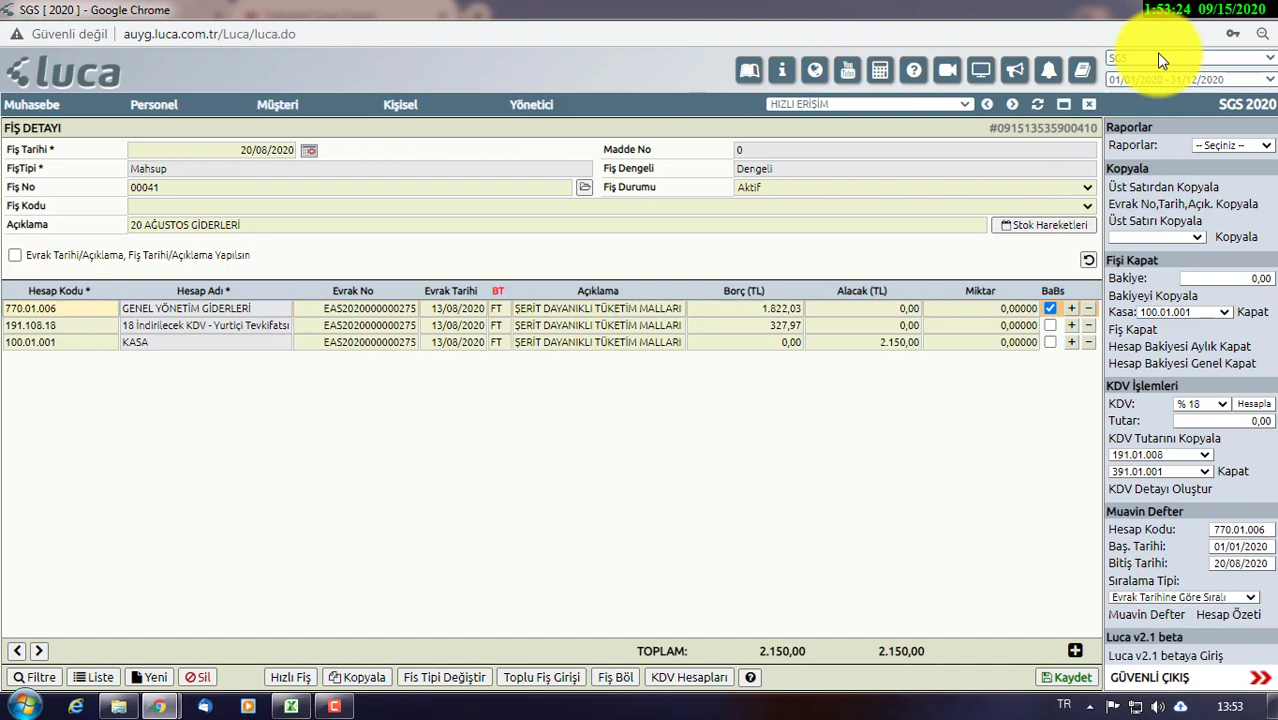 SGS [ 2020 ] - Google Chrome
1:53:24 09/15/2020
Güvenli değil auyg.luca.com.tr/Luca/luca.do
luca
SGS
01/01/2020 - 31/12/2020
Muhasebe Personel Müşteri Kişisel Yönetici HIZLI ERİŞİM SGS 2020
FİŞ DETAYI #091513535900410
Fiş Tarihi * 20/08/2020 Madde No 0
FişTipi * Mahsup Fiş Dengeli Dengeli
Fiş No 00041 Fiş Durumu Aktif
Fiş Kodu
Açıklama 20 AĞUSTOS GİDERLERİ Stok Hareketleri
Evrak Tarihi/Açıklama, Fiş Tarihi/Açıklama Yapılsın
Hesap Kodu * Hesap Adı * Evrak No Evrak Tarihi BT Açıklama Borç (TL) Alacak (TL) Miktar BaBs
770.01.006 GENEL YÖNETİM GİDERLERİ EAS2020000000275 13/08/2020 FT ŞERİT DAYANIKLI TÜKETİM MALLARI 1.822,03 0,00 0,00000 + −
191.108.18 18 İndirilecek KDV - Yurtiçi Tevkifatsı EAS2020000000275 13/08/2020 FT ŞERİT DAYANIKLI TÜKETİM MALLARI 327,97 0,00 0,00000 + −
100.01.001 KASA EAS2020000000275 13/08/2020 FT ŞERİT DAYANIKLI TÜKETİM MALLARI 0,00 2.150,00 0,00000 + −
TOPLAM: 2.150,00 2.150,00
Filtre Liste Yeni Sil Hızlı Fiş Kopyala Fis Tipi Değiştir Toplu Fiş Girişi Fiş Böl KDV Hesapları Kaydet
Raporlar
Raporlar: -- Seçiniz --
Kopyala
Üst Satırdan Kopyala
Evrak No,Tarih,Açık. Kopyala
Üst Satırı Kopyala
Kopyala
Fişi Kapat
Bakiye: 0,00
Bakiyeyi Kopyala
Kasa: 100.01.001 Kapat
Fiş Kapat
Hesap Bakiyesi Aylık Kapat
Hesap Bakiyesi Genel Kapat
KDV İşlemleri
KDV: % 18 Hesapla
Tutar: 0,00
KDV Tutarını Kopyala
191.01.008
391.01.001 Kapat
KDV Detayı Oluştur
Muavin Defter
Hesap Kodu: 770.01.006
Baş. Tarihi: 01/01/2020
Bitiş Tarihi: 20/08/2020
Sıralama Tipi:
Evrak Tarihine Göre Sıralı
Muavin Defter Hesap Özeti
Luca v2.1 beta
Luca v2.1 betaya Giriş
GÜVENLİ ÇIKIŞ
TR 13:53